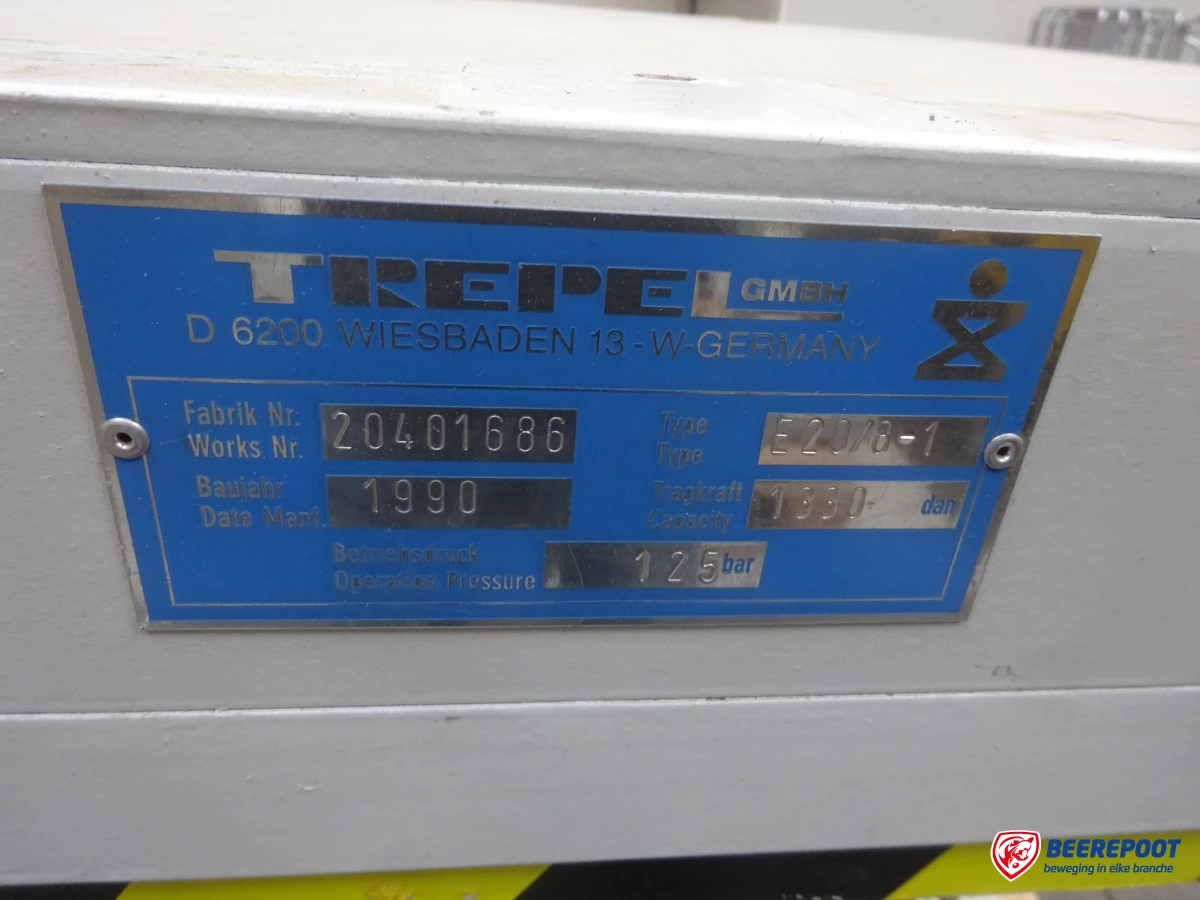 TREPEL GMBH
D 6200 WIESBADEN 13 - W-GERMANY
Fabrik Nr. 20401686 Type E20/8-1
Works Nr. Type
Baujahr 1990 Tragkraft 1330 dan
Date Manf. Capacity
Betriebsdruck 125 bar
Operation Pressure
BEEREPOOT
beweging in elke branche